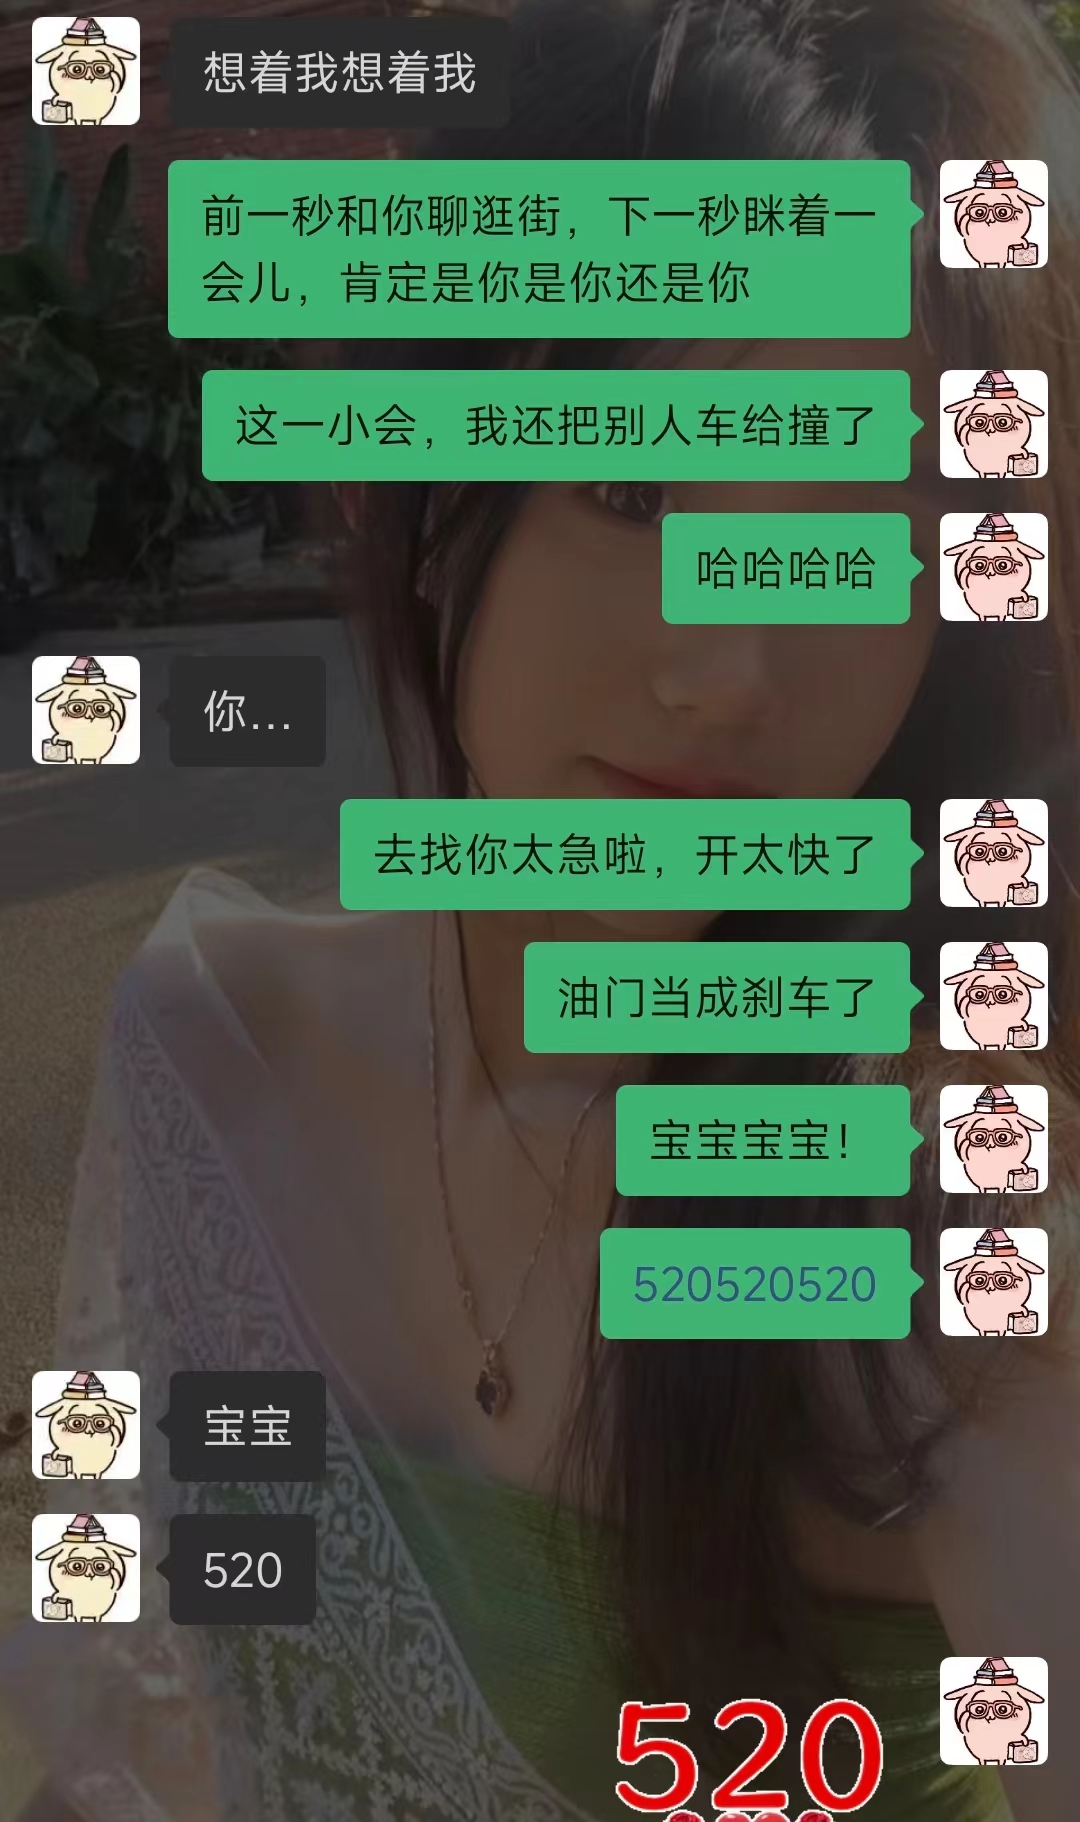 想着我想着我
前一秒和你聊逛街，下一秒眯着一
会儿，肯定是你是你还是你
这一小会，我还把别人车给撞了
哈哈哈哈
你...
去找你太急啦，开太快了
油门当成刹车了
宝宝宝宝！
520520520
宝宝
520
520